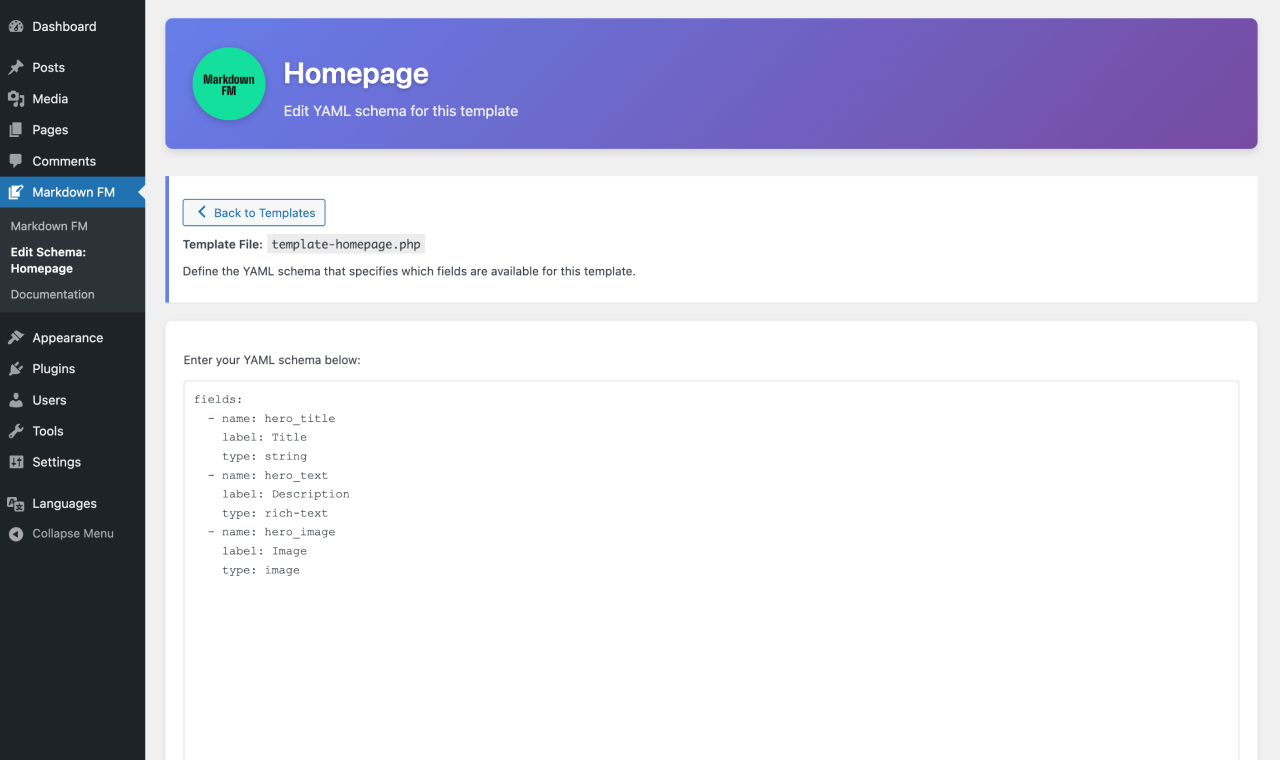 Dashboard
Posts
Media
Pages
Comments
Markdown FM
Markdown FM
Edit Schema:
Homepage
Documentation
Appearance
Plugins
Users
Tools
Settings
Languages
Collapse Menu
Markdown
FM
Homepage
Edit YAML schema for this template
Back to Templates
Template File: template-homepage.php
Define the YAML schema that specifies which fields are available for this template.
Enter your YAML schema below:
fields:
  - name: hero_title
    label: Title
    type: string
  - name: hero_text
    label: Description
    type: rich-text
  - name: hero_image
    label: Image
    type: image